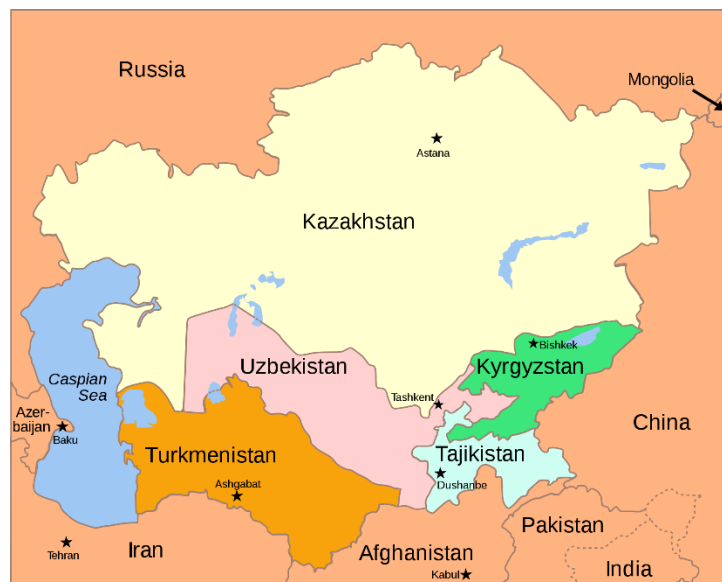 Russia
Mongolia
Astana
Kazakhstan
Bishkek
Uzbekistan
Kyrgyzstan
Caspian
Sea
Tashkent
Azer-
baijan
Baku
China
Turkmenistan
Tajikistan
Dushanbe
Ashgabat
Pakistan
Tehran
Iran
Afghanistan
Kabul
India